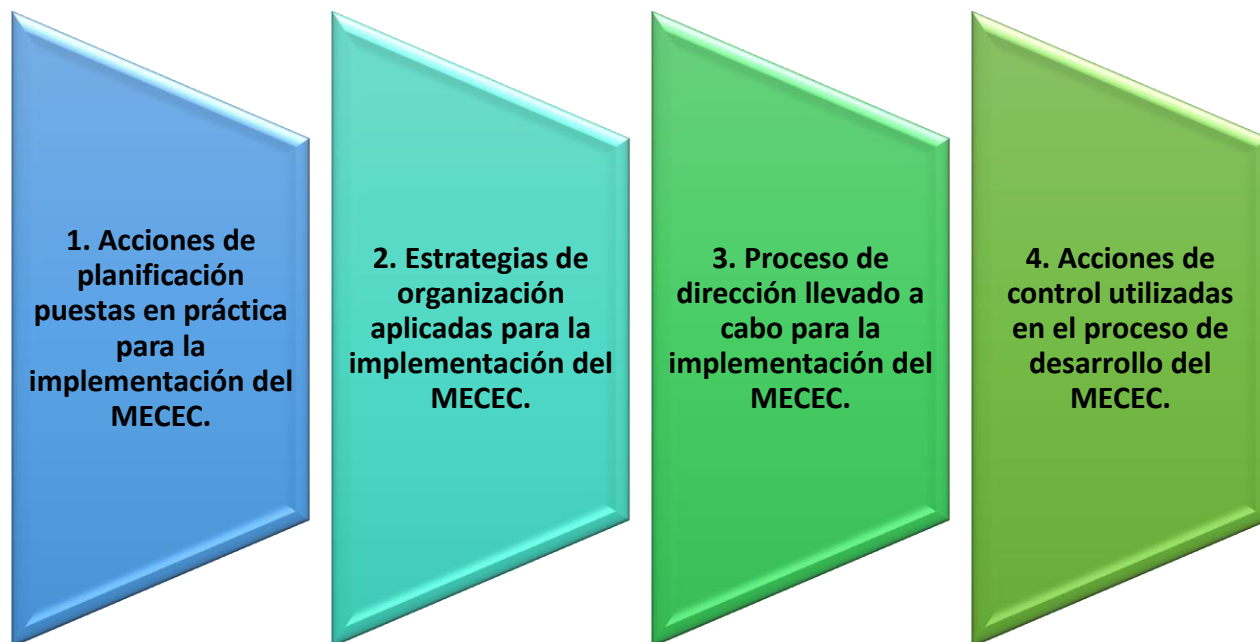 1. Acciones de
planificación
puestas en práctica
para la
implementación del
MECEC.
2. Estrategias de
organización
aplicadas para la
implementación del
MECEC.
3. Proceso de
dirección llevado a
cabo para la
implementación del
MECEC.
4. Acciones de
control utilizadas
en el proceso de
desarrollo del
MECEC.